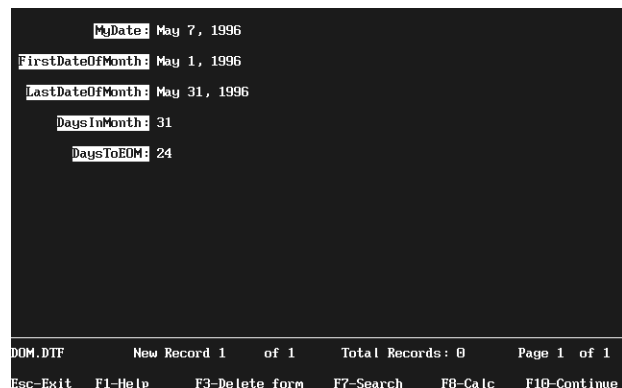 MyDate: May 7, 1996
FirstDateOfMonth: May 1, 1996
LastDateOfMonth: May 31, 1996
DaysInMonth: 31
DaysToEOM: 24
DOM.DTF New Record 1 of 1 Total Records: 0 Page 1 of 1
Esc-Exit F1-Help F3-Delete form F7-Search F8-Calc F10-Continue